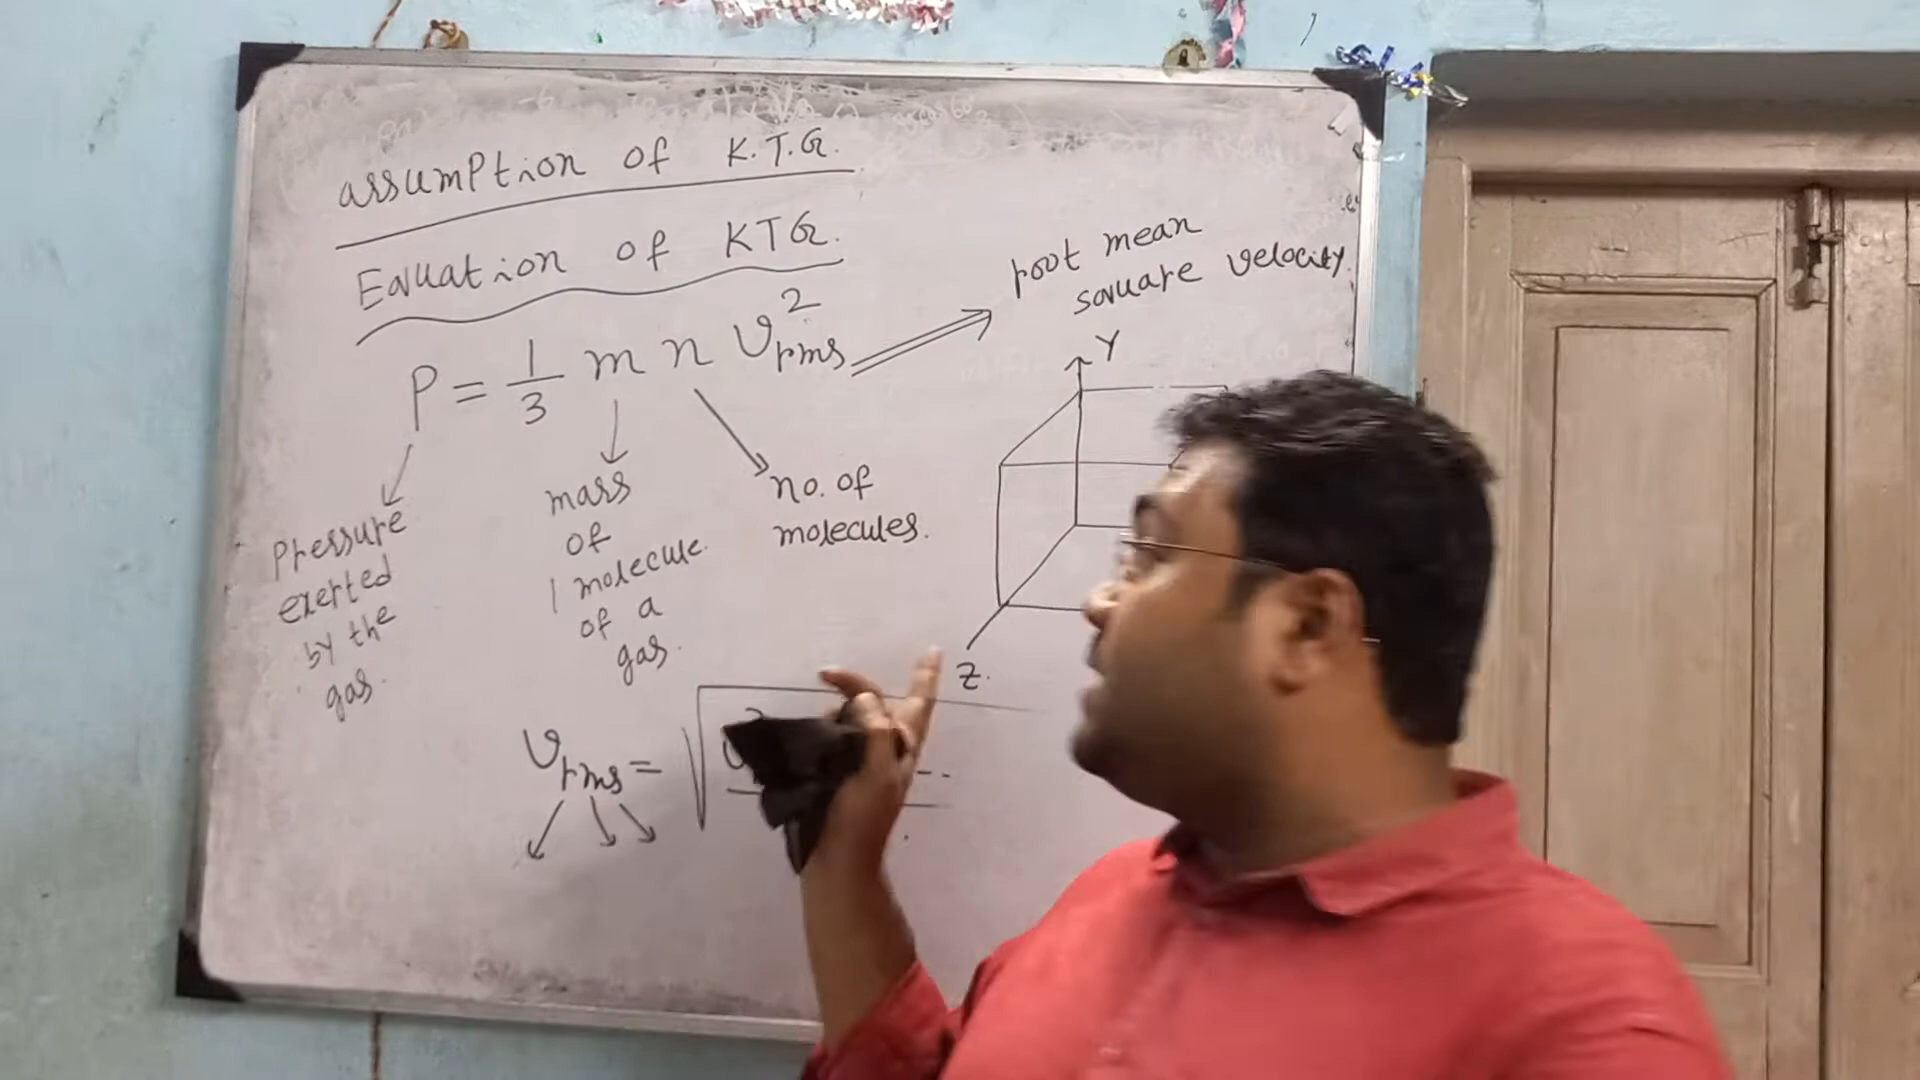 assumption of K.T.G.
Equation of KTG.
P = 1/3 m n v²rms
root mean
square velocity.
Pressure
exerted
by the
gas.
mass
of
1 molecule
of a
gas.
no. of
molecules.
Y
Z.
vrms = √